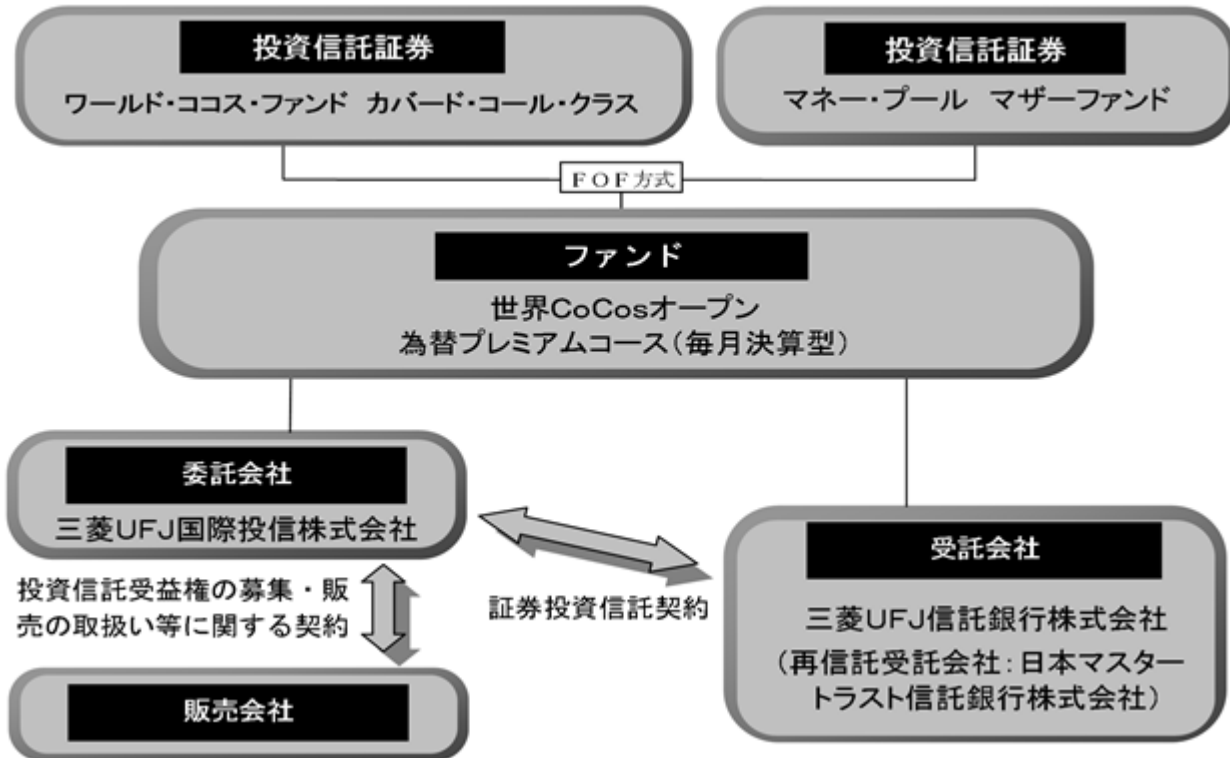 投資信託証券
ワールド・ココス・ファンド カバード・コール・クラス
投資信託証券
マネー・プール マザーファンド
ＦＯＦ方式
ファンド
世界CoCosオープン
為替プレミアムコース（毎月決算型）
委託会社
三菱ＵＦＪ国際投信株式会社
投資信託受益権の募集・販
売の取扱い等に関する契約
証券投資信託契約
受託会社
三菱ＵＦＪ信託銀行株式会社
（再信託受託会社：日本マスター
トラスト信託銀行株式会社）
販売会社